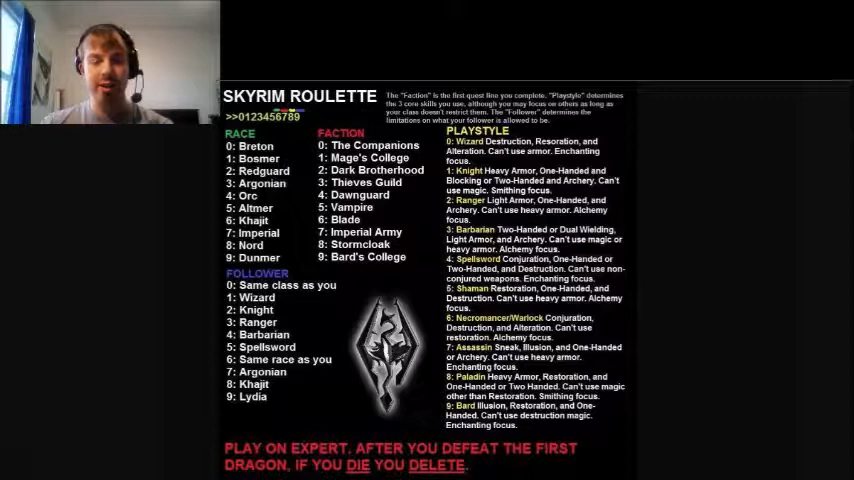 SKYRIM ROULETTE
>>0123456789
The "Faction" is the first quest line you complete. "Playstyle" determines
the 3 core skills you use, although you may focus on others as long as
your class doesn't restrict them. The "Follower" determines the
limitations on what your follower is allowed to be.
RACE
0: Breton
1: Bosmer
2: Redguard
3: Argonian
4: Orc
5: Altmer
6: Khajit
7: Imperial
8: Nord
9: Dunmer
FACTION
0: The Companions
1: Mage's College
2: Dark Brotherhood
3: Thieves Guild
4: Dawnguard
5: Vampire
6: Blade
7: Imperial Army
8: Stormcloak
9: Bard's College
FOLLOWER
0: Same class as you
1: Wizard
2: Knight
3: Ranger
4: Barbarian
5: Spellsword
6: Same race as you
7: Argonian
8: Khajit
9: Lydia
PLAYSTYLE
0: Wizard Destruction, Resoration, and
Alteration. Can't use armor. Enchanting
focus.
1: Knight Heavy Armor, One-Handed and
Blocking or Two-Handed and Archery. Can't
use magic. Smithing focus.
2: Ranger Light Armor, One-Handed, and
Archery. Can't use heavy armor. Alchemy
focus.
3: Barbarian Two-Handed or Dual Wielding,
Light Armor, and Archery. Can't use magic or
heavy armor. Alchemy focus.
4: Spellsword Conjuration, One-Handed or
Two-Handed, and Destruction. Can't use non-
conjured weapons. Enchanting focus.
5: Shaman Restoration, One-Handed, and
Destruction. Can't use heavy armor. Alchemy
focus.
6: Necromancer/Warlock Conjuration,
Destruction, and Alteration. Can't use
restoration. Alchemy focus.
7: Assassin Sneak, Illusion, and One-Handed
or Archery. Can't use heavy armor.
Enchanting focus.
8: Paladin Heavy Armor, Restoration, and
One-Handed or Two Handed. Can't use magic
other than Restoration. Smithing focus.
9: Bard Illusion, Restoration, and One-
Handed. Can't use destruction magic.
Enchanting focus.
PLAY ON EXPERT. AFTER YOU DEFEAT THE FIRST
DRAGON, IF YOU DIE YOU DELETE.